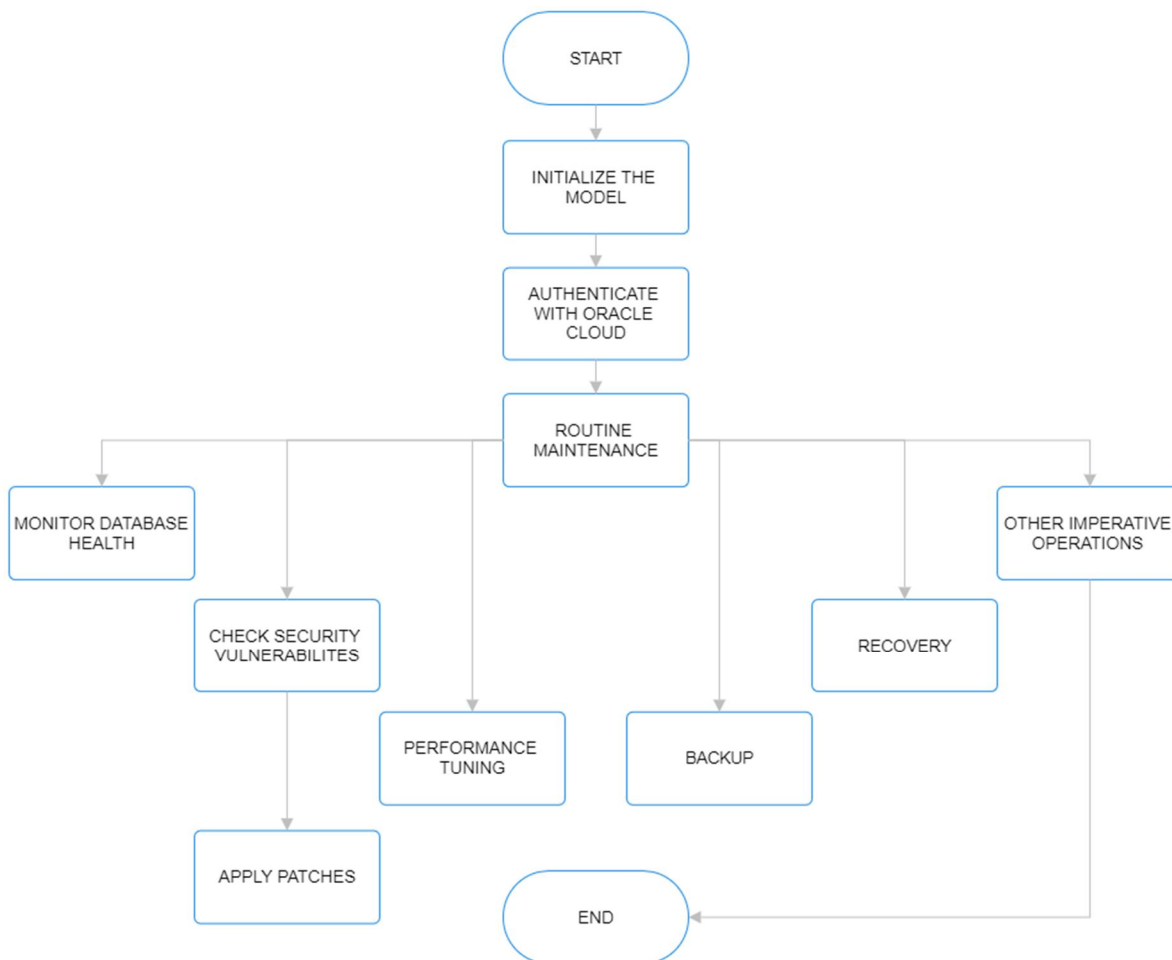 START
INITIALIZE THE
MODEL
AUTHENTICATE
WITH ORACLE
CLOUD
ROUTINE
MAINTENANCE
MONITOR DATABASE
HEALTH
OTHER IMPERATIVE
OPERATIONS
CHECK SECURITY
VULNERABILITES
RECOVERY
PERFORMANCE
TUNING
BACKUP
APPLY PATCHES
END